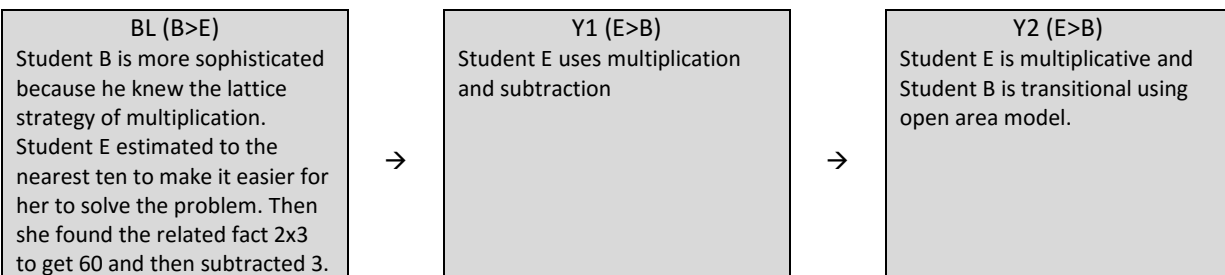 BL (B>E)
Student B is more sophisticated
because he knew the lattice
strategy of multiplication.
Student E estimated to the
nearest ten to make it easier for
her to solve the problem. Then
she found the related fact 2x3
to get 60 and then subtracted 3.
→
Y1 (E>B)
Student E uses multiplication
and subtraction
→
Y2 (E>B)
Student E is multiplicative and
Student B is transitional using
open area model.